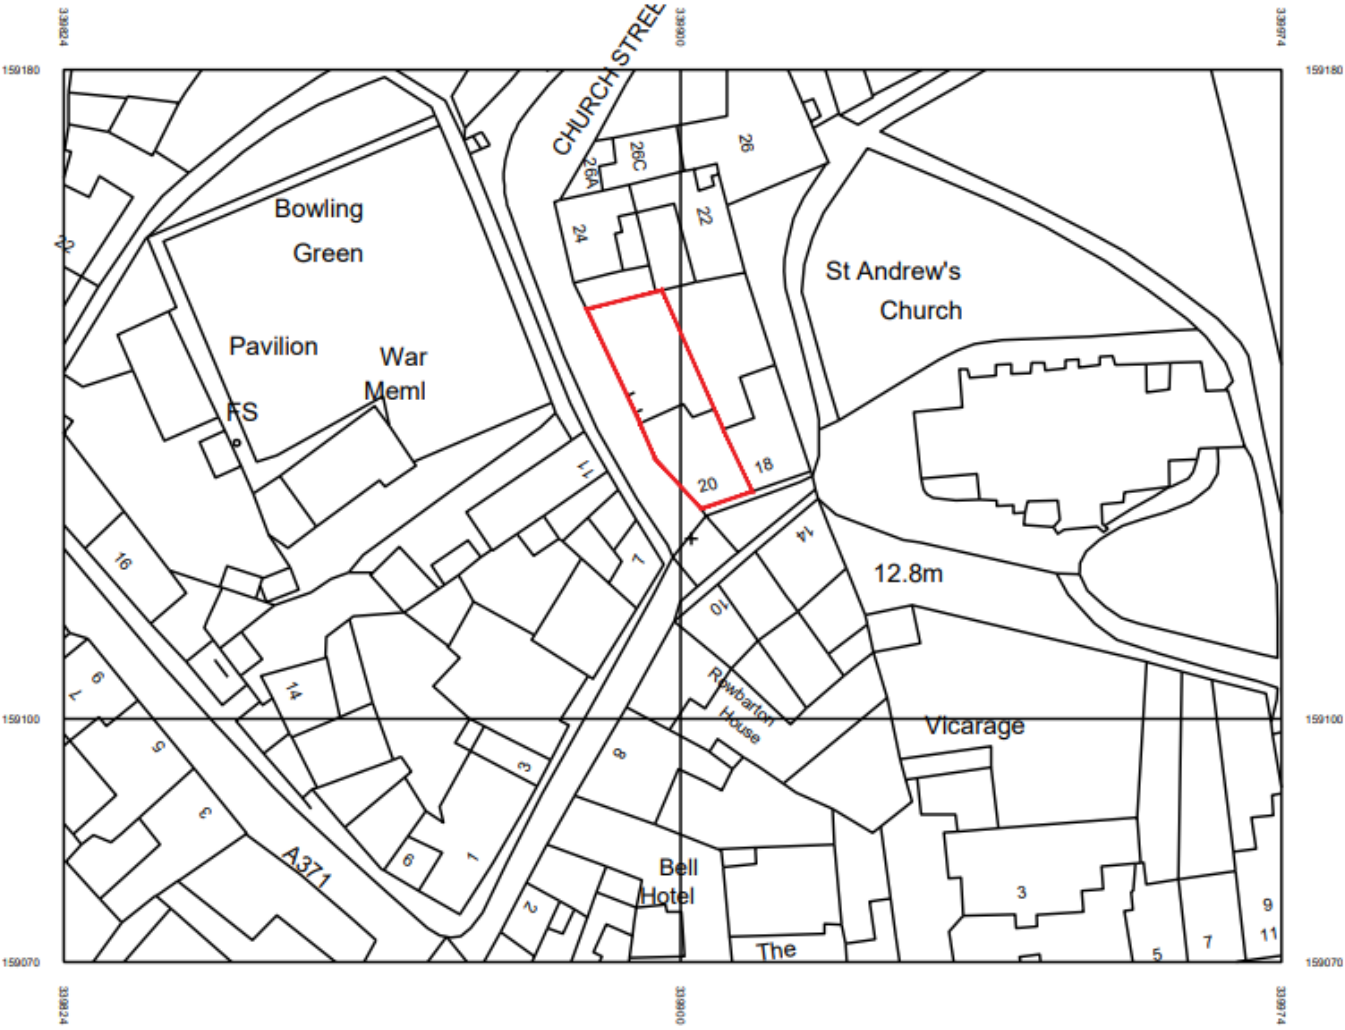 339824
339900
339974
159180
159180
CHURCH STREE
26A
26C
26
Bowling
Green
22
24
22
St Andrew's
Church
Pavilion
War
Meml
FS
11
20
18
14
16
7
12.8m
10
Rowbarton
House
14
6
7
5
3
159100
159100
Vicarage
8
3
A371
6
1
Bell
Hotel
2
3
9
11
7
5
The
159070
159070
339824
339900
339974